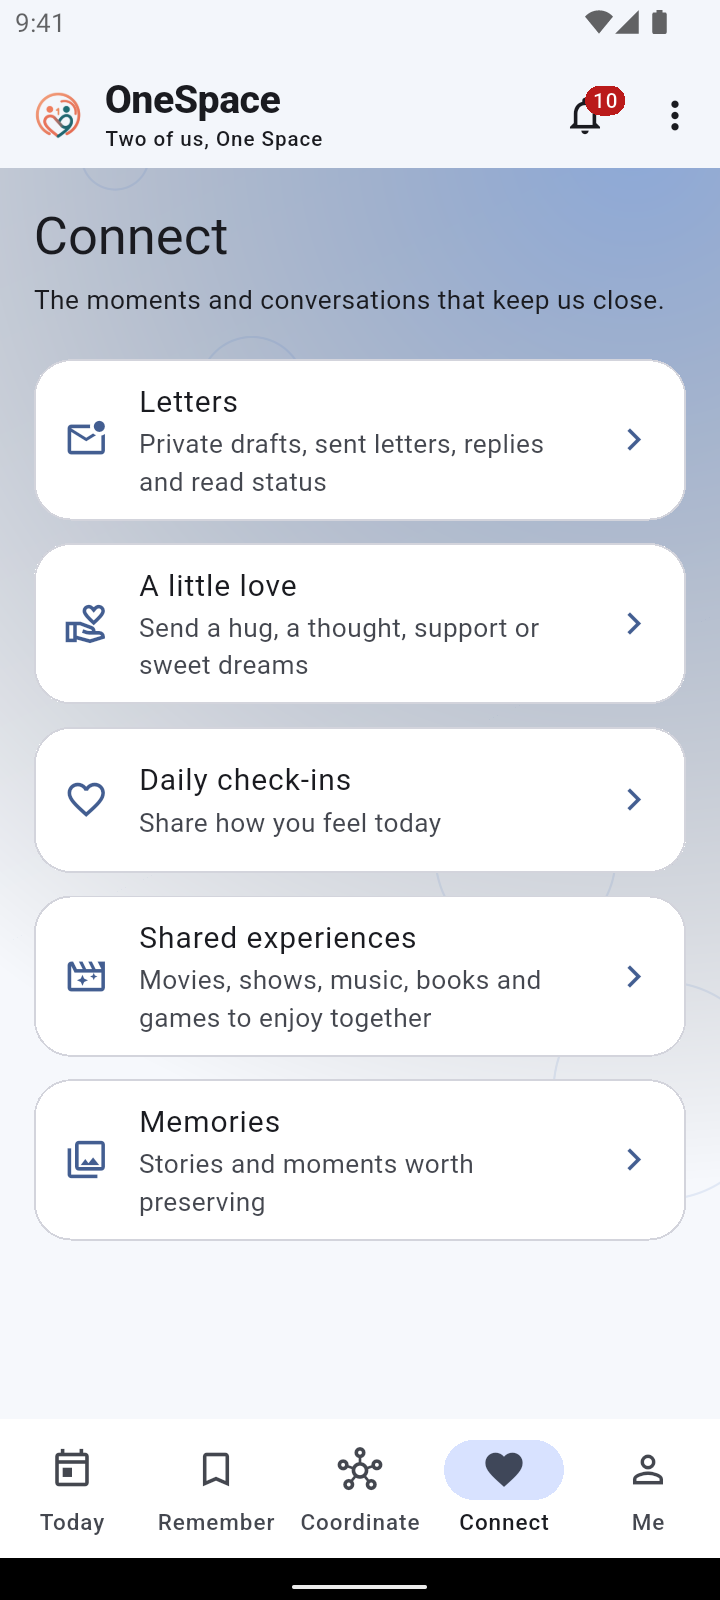 9:41
OneSpace
10
Two of us, One Space
Connect
The moments and conversations that keep us close.
Letters
Private drafts, sent letters, replies
and read status
A little love
Send a hug, a thought, support or
sweet dreams
Daily check-ins
Share how you feel today
Shared experiences
Movies, shows, music, books and
games to enjoy together
Memories
Stories and moments worth
preserving
Today
Remember
Coordinate
Connect
Me